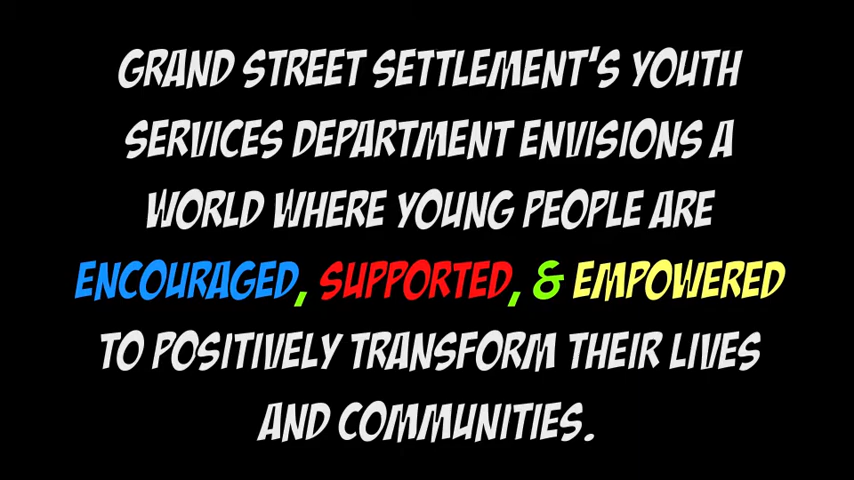 GRAND STREET SETTLEMENT'S YOUTH
SERVICES DEPARTMENT ENVISIONS A
WORLD WHERE YOUNG PEOPLE ARE
ENCOURAGED, SUPPORTED, & EMPOWERED
TO POSITIVELY TRANSFORM THEIR LIVES
AND COMMUNITIES.